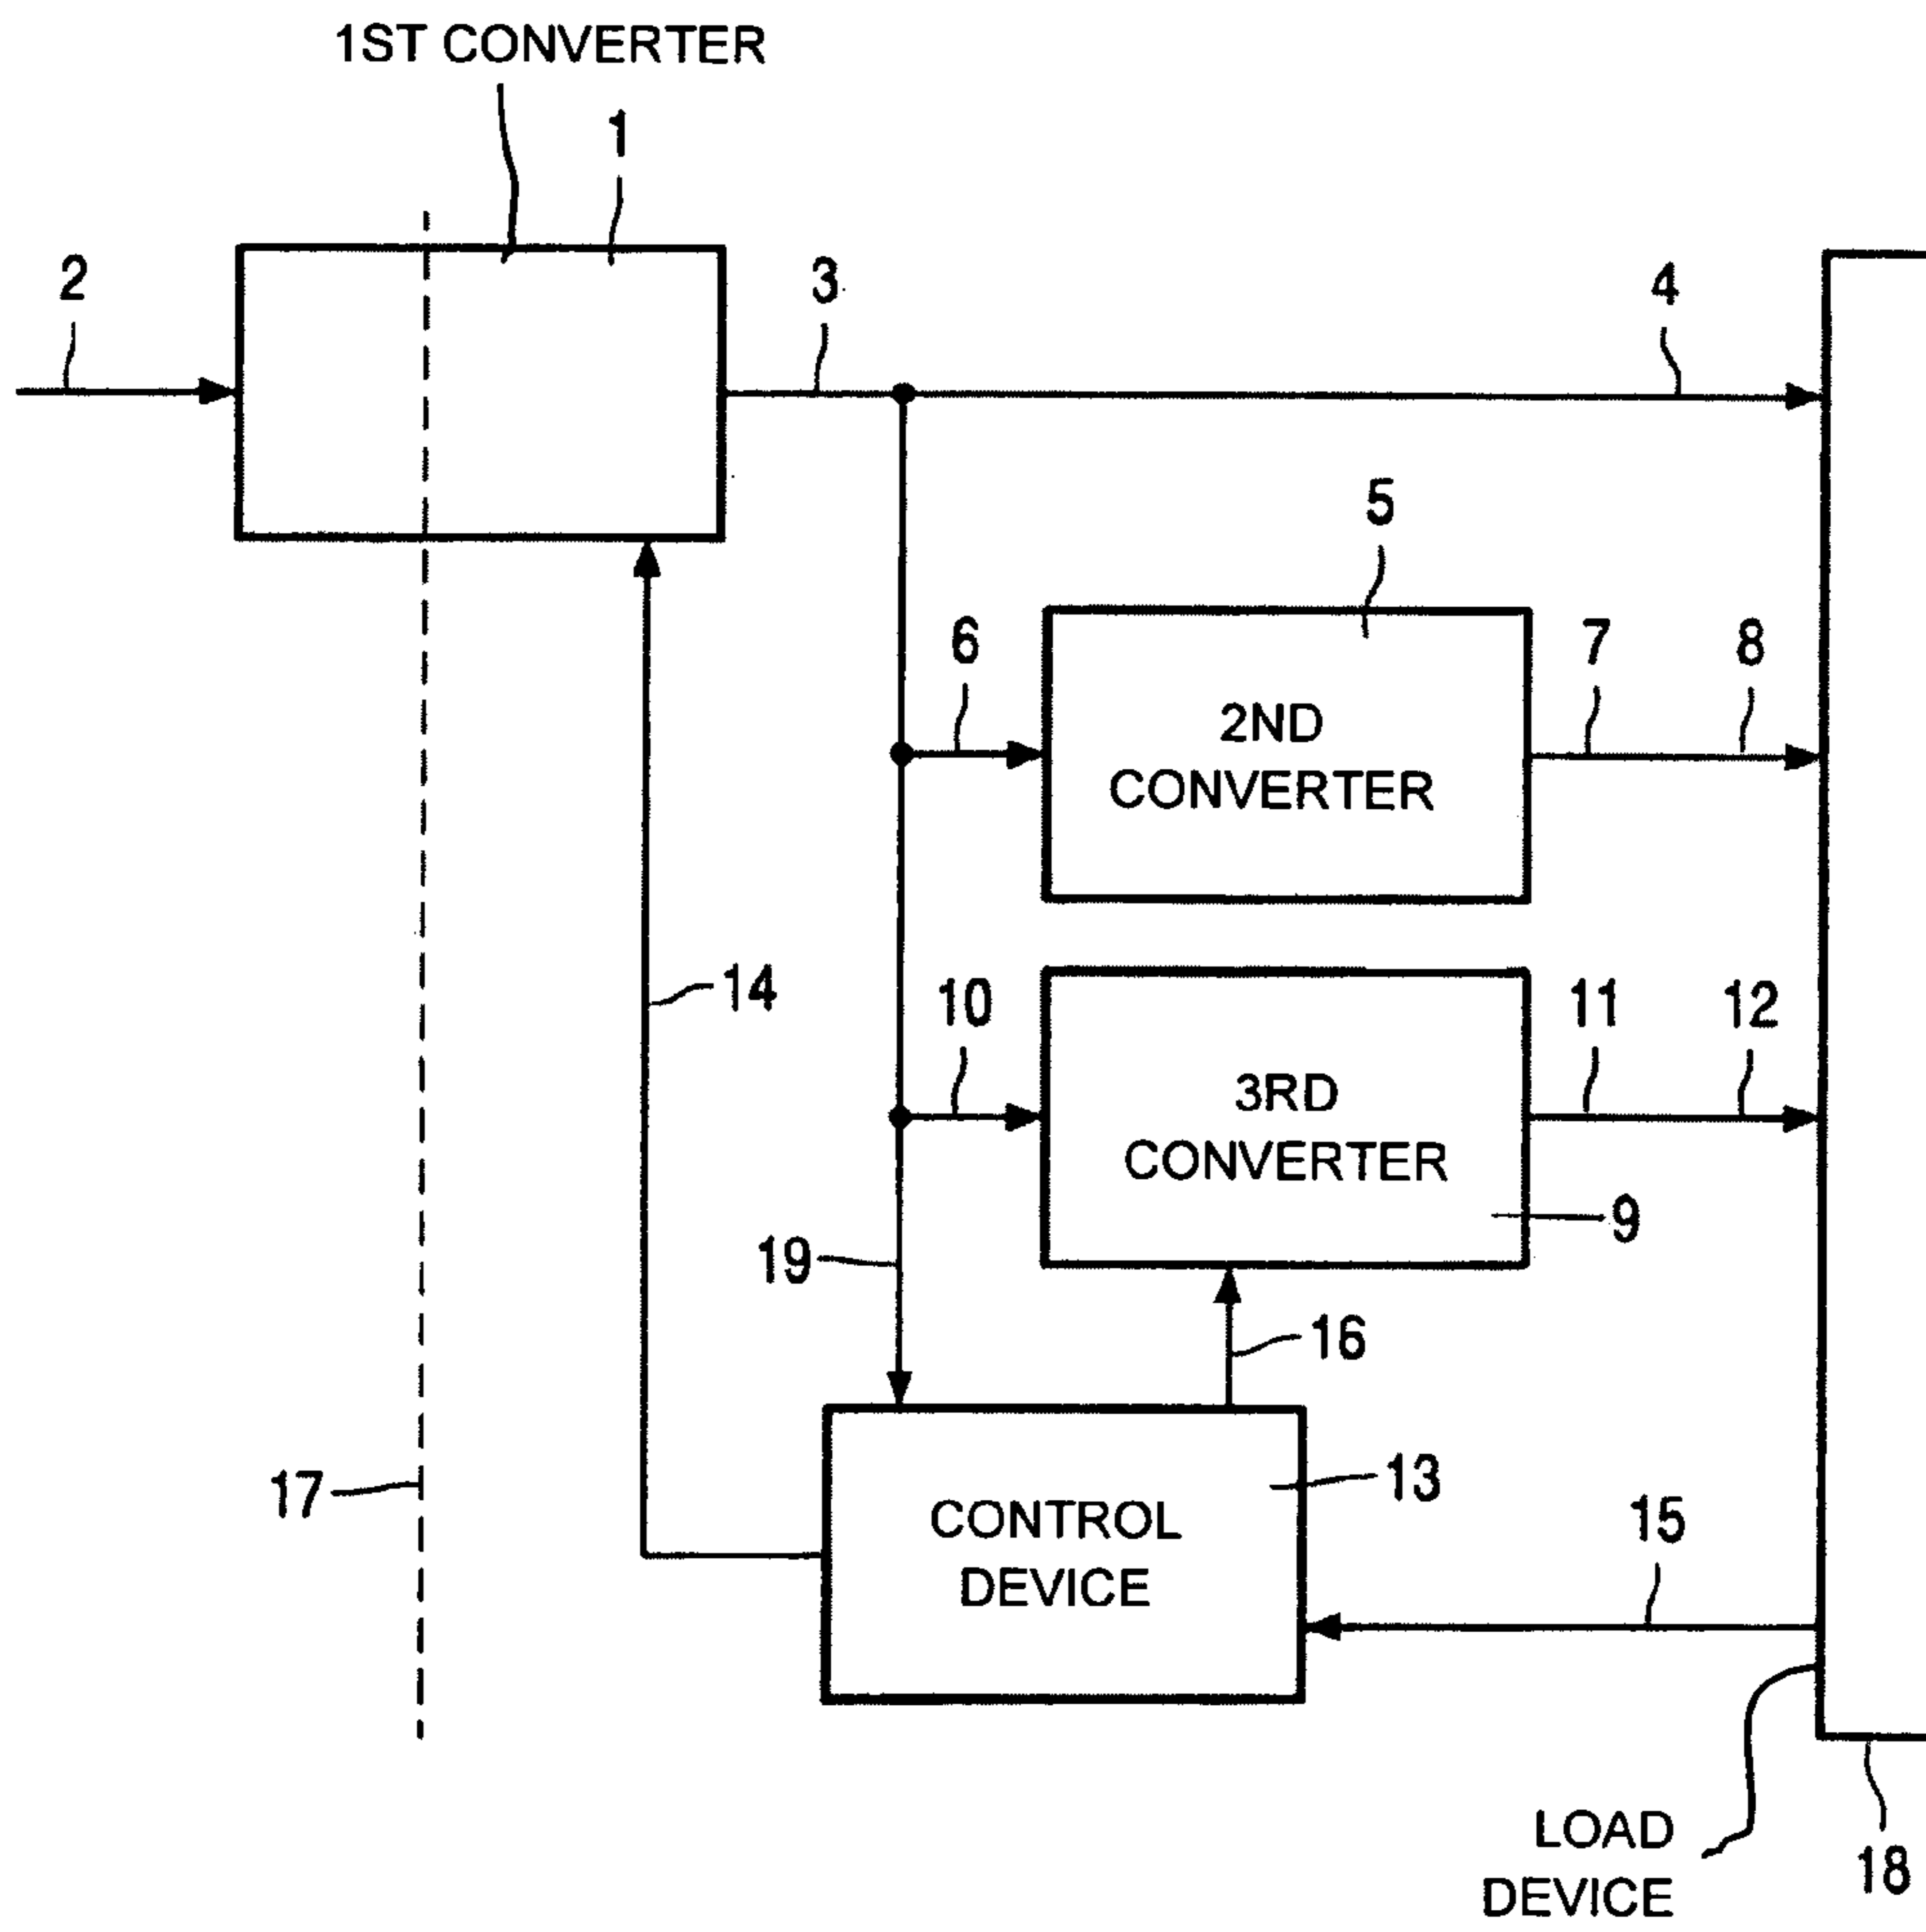 1ST CONVERTER
1
2
3
4
5
6
2ND
CONVERTER
7
8
14
10
3RD
CONVERTER
11
12
9
19
16
17
CONTROL
DEVICE
13
15
LOAD
DEVICE
18